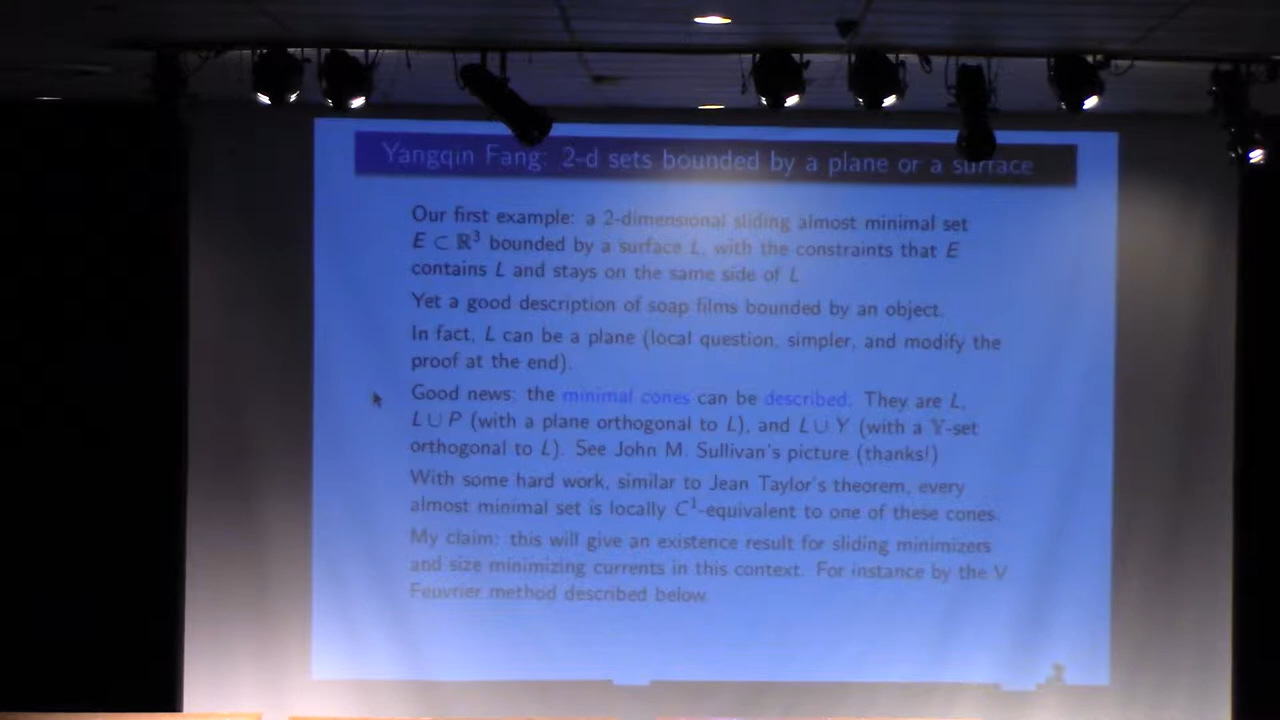 Yangqin Fang: 2-d sets bounded by a plane or a surface
Our first example: a 2-dimensional sliding almost minimal set
E ⊂ ℝ³ bounded by a surface L, with the constraints that E
contains L and stays on the same side of L
Yet a good description of soap films bounded by an object.
In fact, L can be a plane (local question, simpler, and modify the
proof at the end).
Good news: the minimal cones can be described. They are L,
L ∪ P (with a plane orthogonal to L), and L ∪ Y (with a 𝕐-set
orthogonal to L). See John M. Sullivan's picture (thanks!)
With some hard work, similar to Jean Taylor's theorem, every
almost minimal set is locally C¹-equivalent to one of these cones.
My claim: this will give an existence result for sliding minimizers
and size minimizing currents in this context. For instance by the V
Feuvrier method described below.